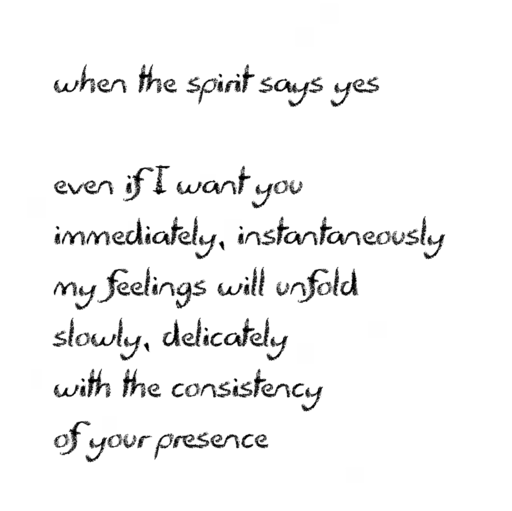 when the spirit says yes
even if I want you
immediately, instantaneously
my feelings will unfold
slowly, delicately
with the consistency
of your presence